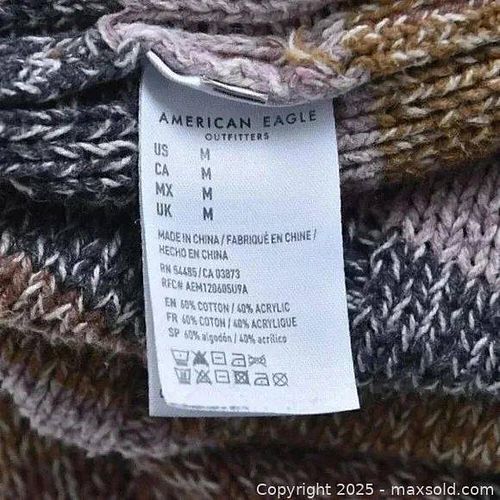 AMERICAN EAGLE
OUTFITTERS
US M
CA M
MX M
UK M
MADE IN CHINA / FABRIQUÉ EN CHINE /
HECHO EN CHINA
RN 54485/CA 03873
RFC# AEM120605U9A
EN 60% COTTON / 40% ACRYLIC
FR 60% COTON / 40% ACRYLIQUE
SP 60% algodón / 40% acrílico
Copyright © 2025 - maxsold.com